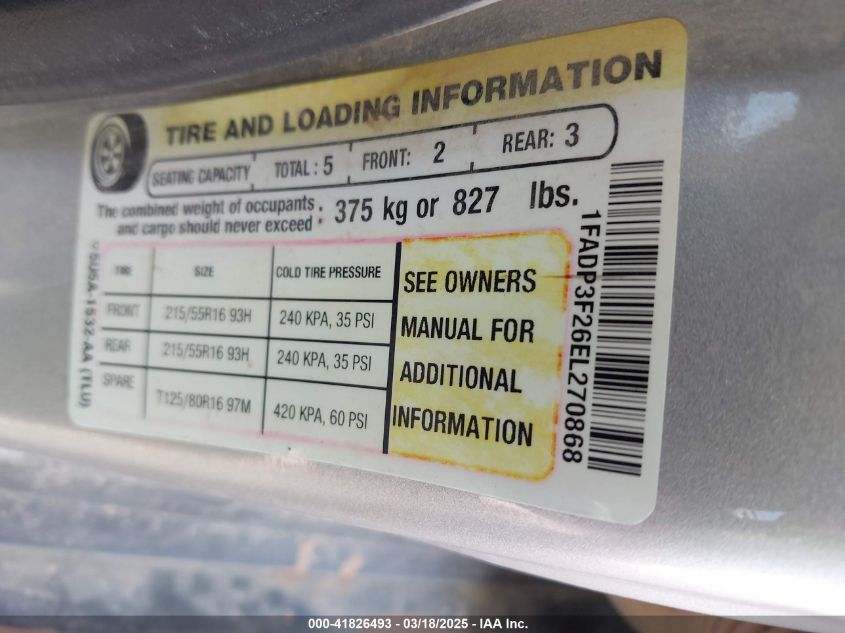 TIRE AND LOADING INFORMATION
SEATING CAPACITY TOTAL : 5 FRONT: 2 REAR: 3
The combined weight of occupants
and cargo should never exceed : 375 kg or 827 lbs.
TIRE SIZE COLD TIRE PRESSURE
FRONT 215/55R16 93H 240 KPA, 35 PSI
REAR 215/55R16 93H 240 KPA, 35 PSI
SPARE T125/80R16 97M 420 KPA, 60 PSI
SEE OWNERS
MANUAL FOR
ADDITIONAL
INFORMATION
1FADP3F26EL270868
000-41826493 - 03/18/2025 - IAA Inc.